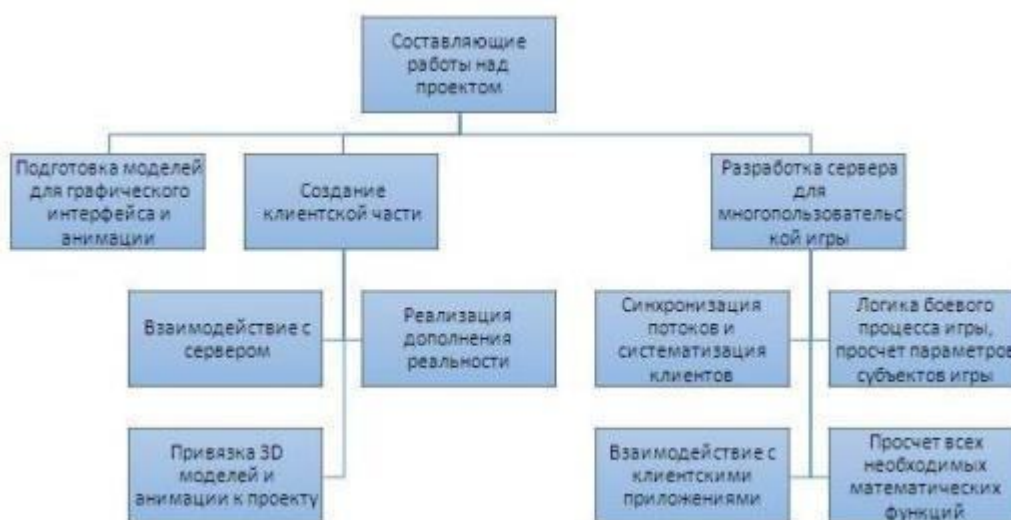 Составляющие
работы над
проектом
Подготовка моделей
для графического
интерфейса и
анимации
Создание
клиентской части
Разработка сервера
для
многопользовательс
кой игры
Взаимодействие с
сервером
Реализация
дополнения
реальности
Синхронизация
потоков и
систематизация
клиентов
Логика боевого
процесса игры,
просчет параметров
субъектов игры
Привязка 3D
моделей и
анимации к проекту
Взаимодействие с
клиентскими
приложениями
Просчет всех
необходимых
математических
функций